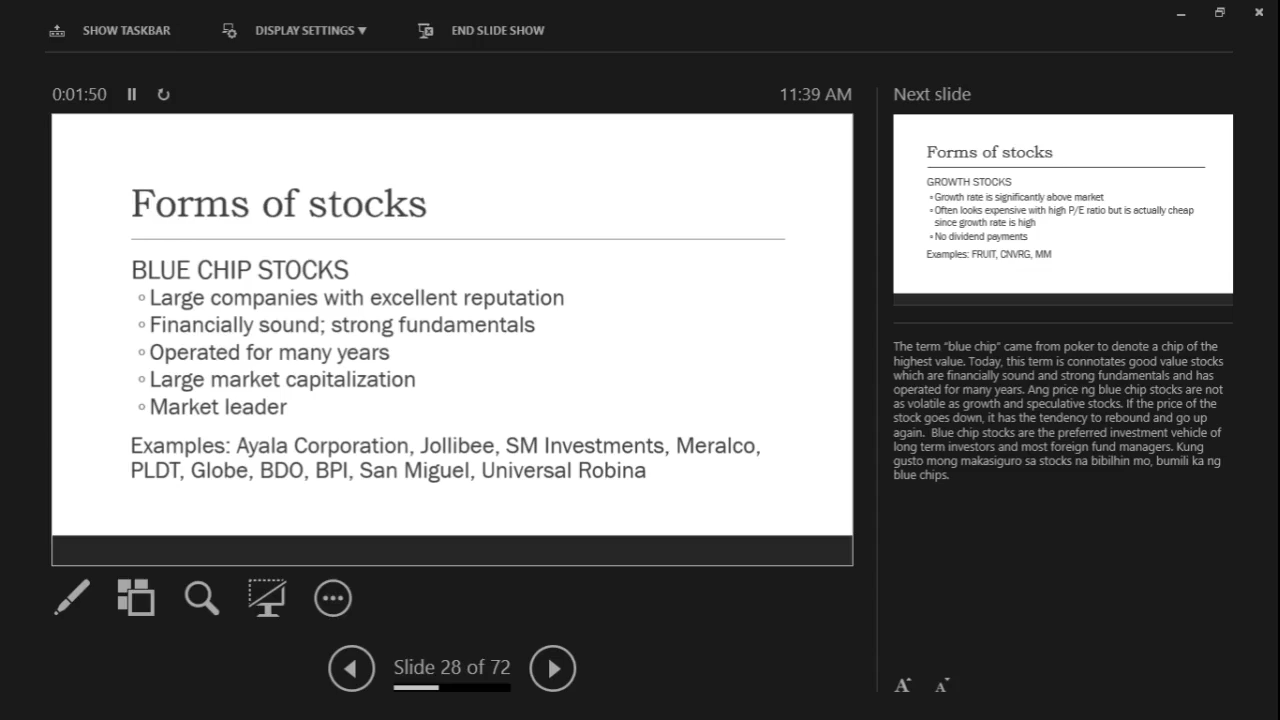 SHOW TASKBAR
DISPLAY SETTINGS ▼
END SLIDE SHOW
0:01:50
11:39 AM
Forms of stocks
BLUE CHIP STOCKS
◦Large companies with excellent reputation
◦Financially sound; strong fundamentals
◦Operated for many years
◦Large market capitalization
◦Market leader
Examples: Ayala Corporation, Jollibee, SM Investments, Meralco,
PLDT, Globe, BDO, BPI, San Miguel, Universal Robina
Slide 28 of 72
Next slide
Forms of stocks
GROWTH STOCKS
▫Growth rate is significantly above market
▫Often looks expensive with high P/E ratio but is actually cheap
since growth rate is high
▫No dividend payments
Examples: FRUIT, CNVRG, MM
The term "blue chip" came from poker to denote a chip of the
highest value. Today, this term is connotates good value stocks
which are financially sound and strong fundamentals and has
operated for many years. Ang price ng blue chip stocks are not
as volatile as growth and speculative stocks. If the price of the
stock goes down, it has the tendency to rebound and go up
again.  Blue chip stocks are the preferred investment vehicle of
long term investors and most foreign fund managers. Kung
gusto mong makasiguro sa stocks na bibilhin mo, bumili ka ng
blue chips.
A A